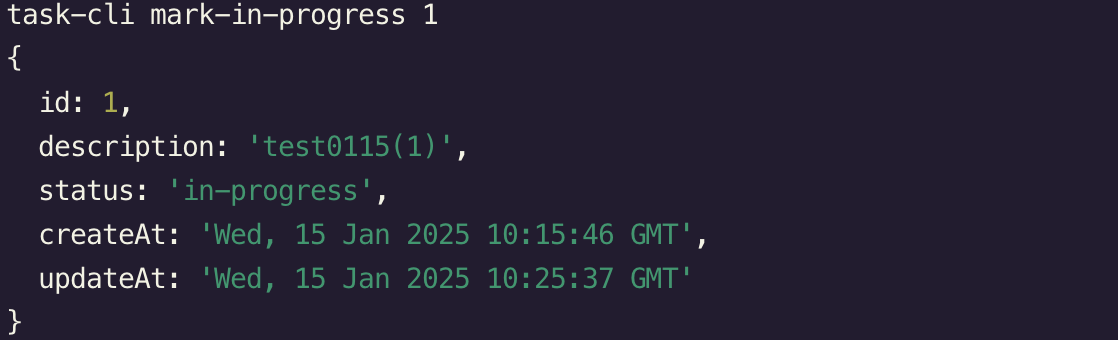 task-cli mark-in-progress 1
{
  id: 1,
  description: 'test0115(1)',
  status: 'in-progress',
  createAt: 'Wed, 15 Jan 2025 10:15:46 GMT',
  updateAt: 'Wed, 15 Jan 2025 10:25:37 GMT'
}